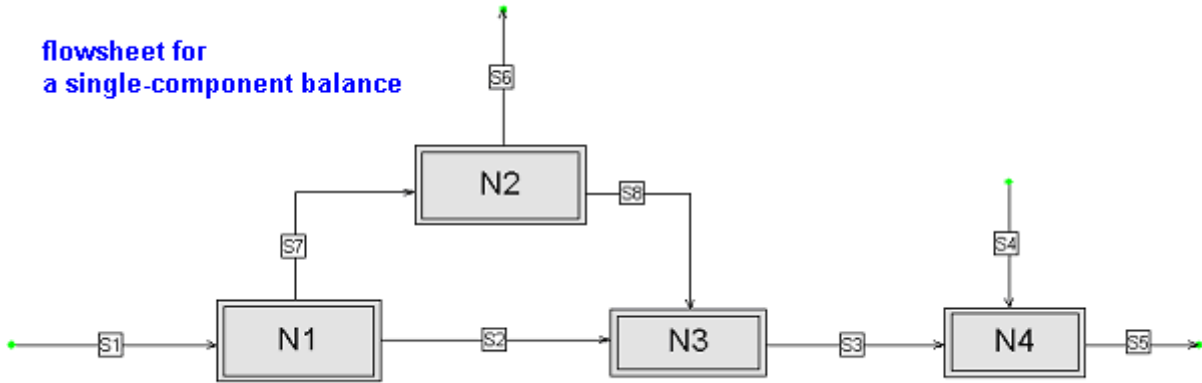 flowsheet for
a single-component balance
S6
N2
S8
S4
S7
N1
S1
S2
N3
S3
N4
S5